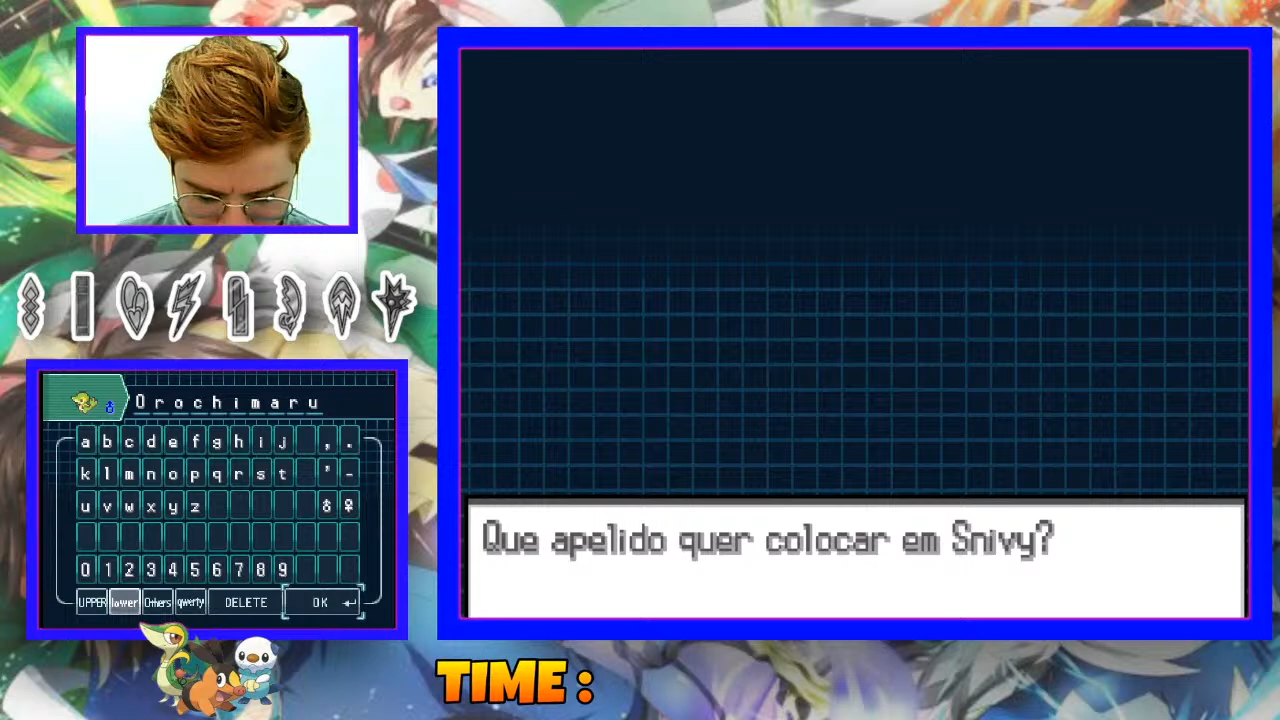 Orochimaru
a b c d e f g h i j , .
k l m n o p q r s t ' -
u v w x y z ♂ ♀
0 1 2 3 4 5 6 7 8 9
UPPER lower Others qwerty DELETE OK
Que apelido quer colocar em Snivy?
TIME: